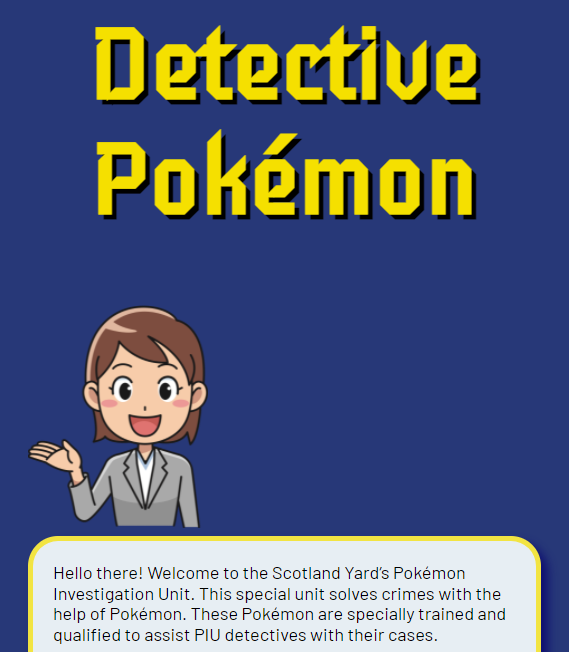 Detective
Pokémon
Hello there! Welcome to the Scotland Yard's Pokémon
Investigation Unit. This special unit solves crimes with the
help of Pokémon. These Pokémon are specially trained and
qualified to assist PIU detectives with their cases.